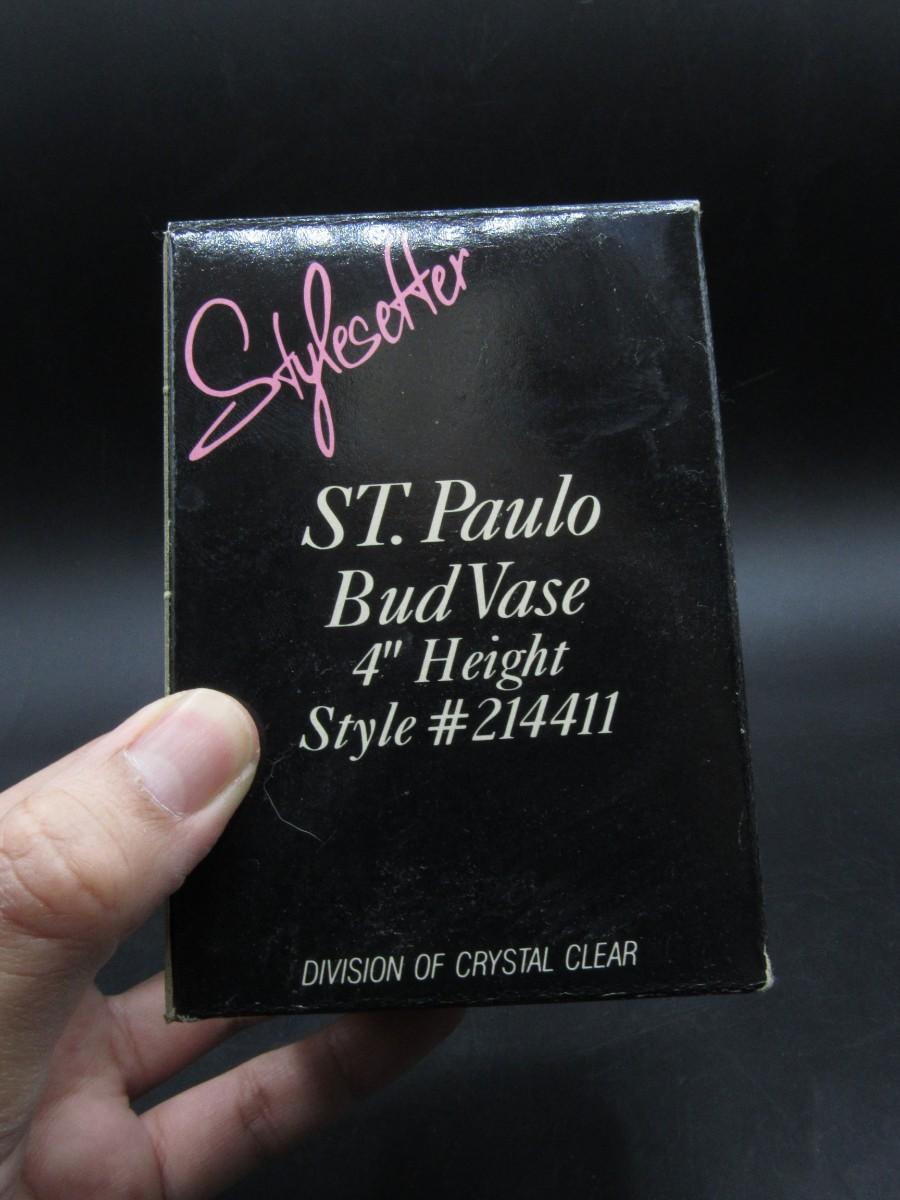 Stylesetter
ST. Paulo
Bud Vase
4" Height
Style #214411
DIVISION OF CRYSTAL CLEAR